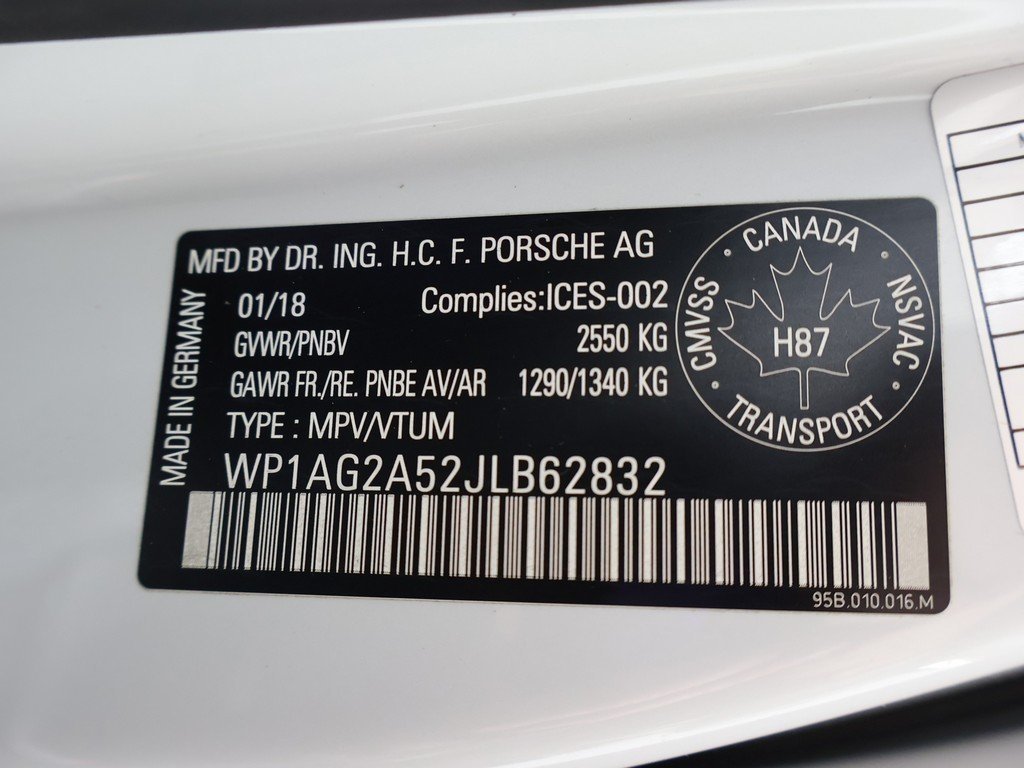 MFD BY DR. ING. H.C. F. PORSCHE AG
01/18 Complies:ICES-002
GVWR/PNBV 2550 KG
GAWR FR./RE. PNBE AV/AR 1290/1340 KG
TYPE : MPV/VTUM
WP1AG2A52JLB62832
MADE IN GERMANY
CANADA
CMVSS
NSVAC
H87
TRANSPORT
95B.010.016.M